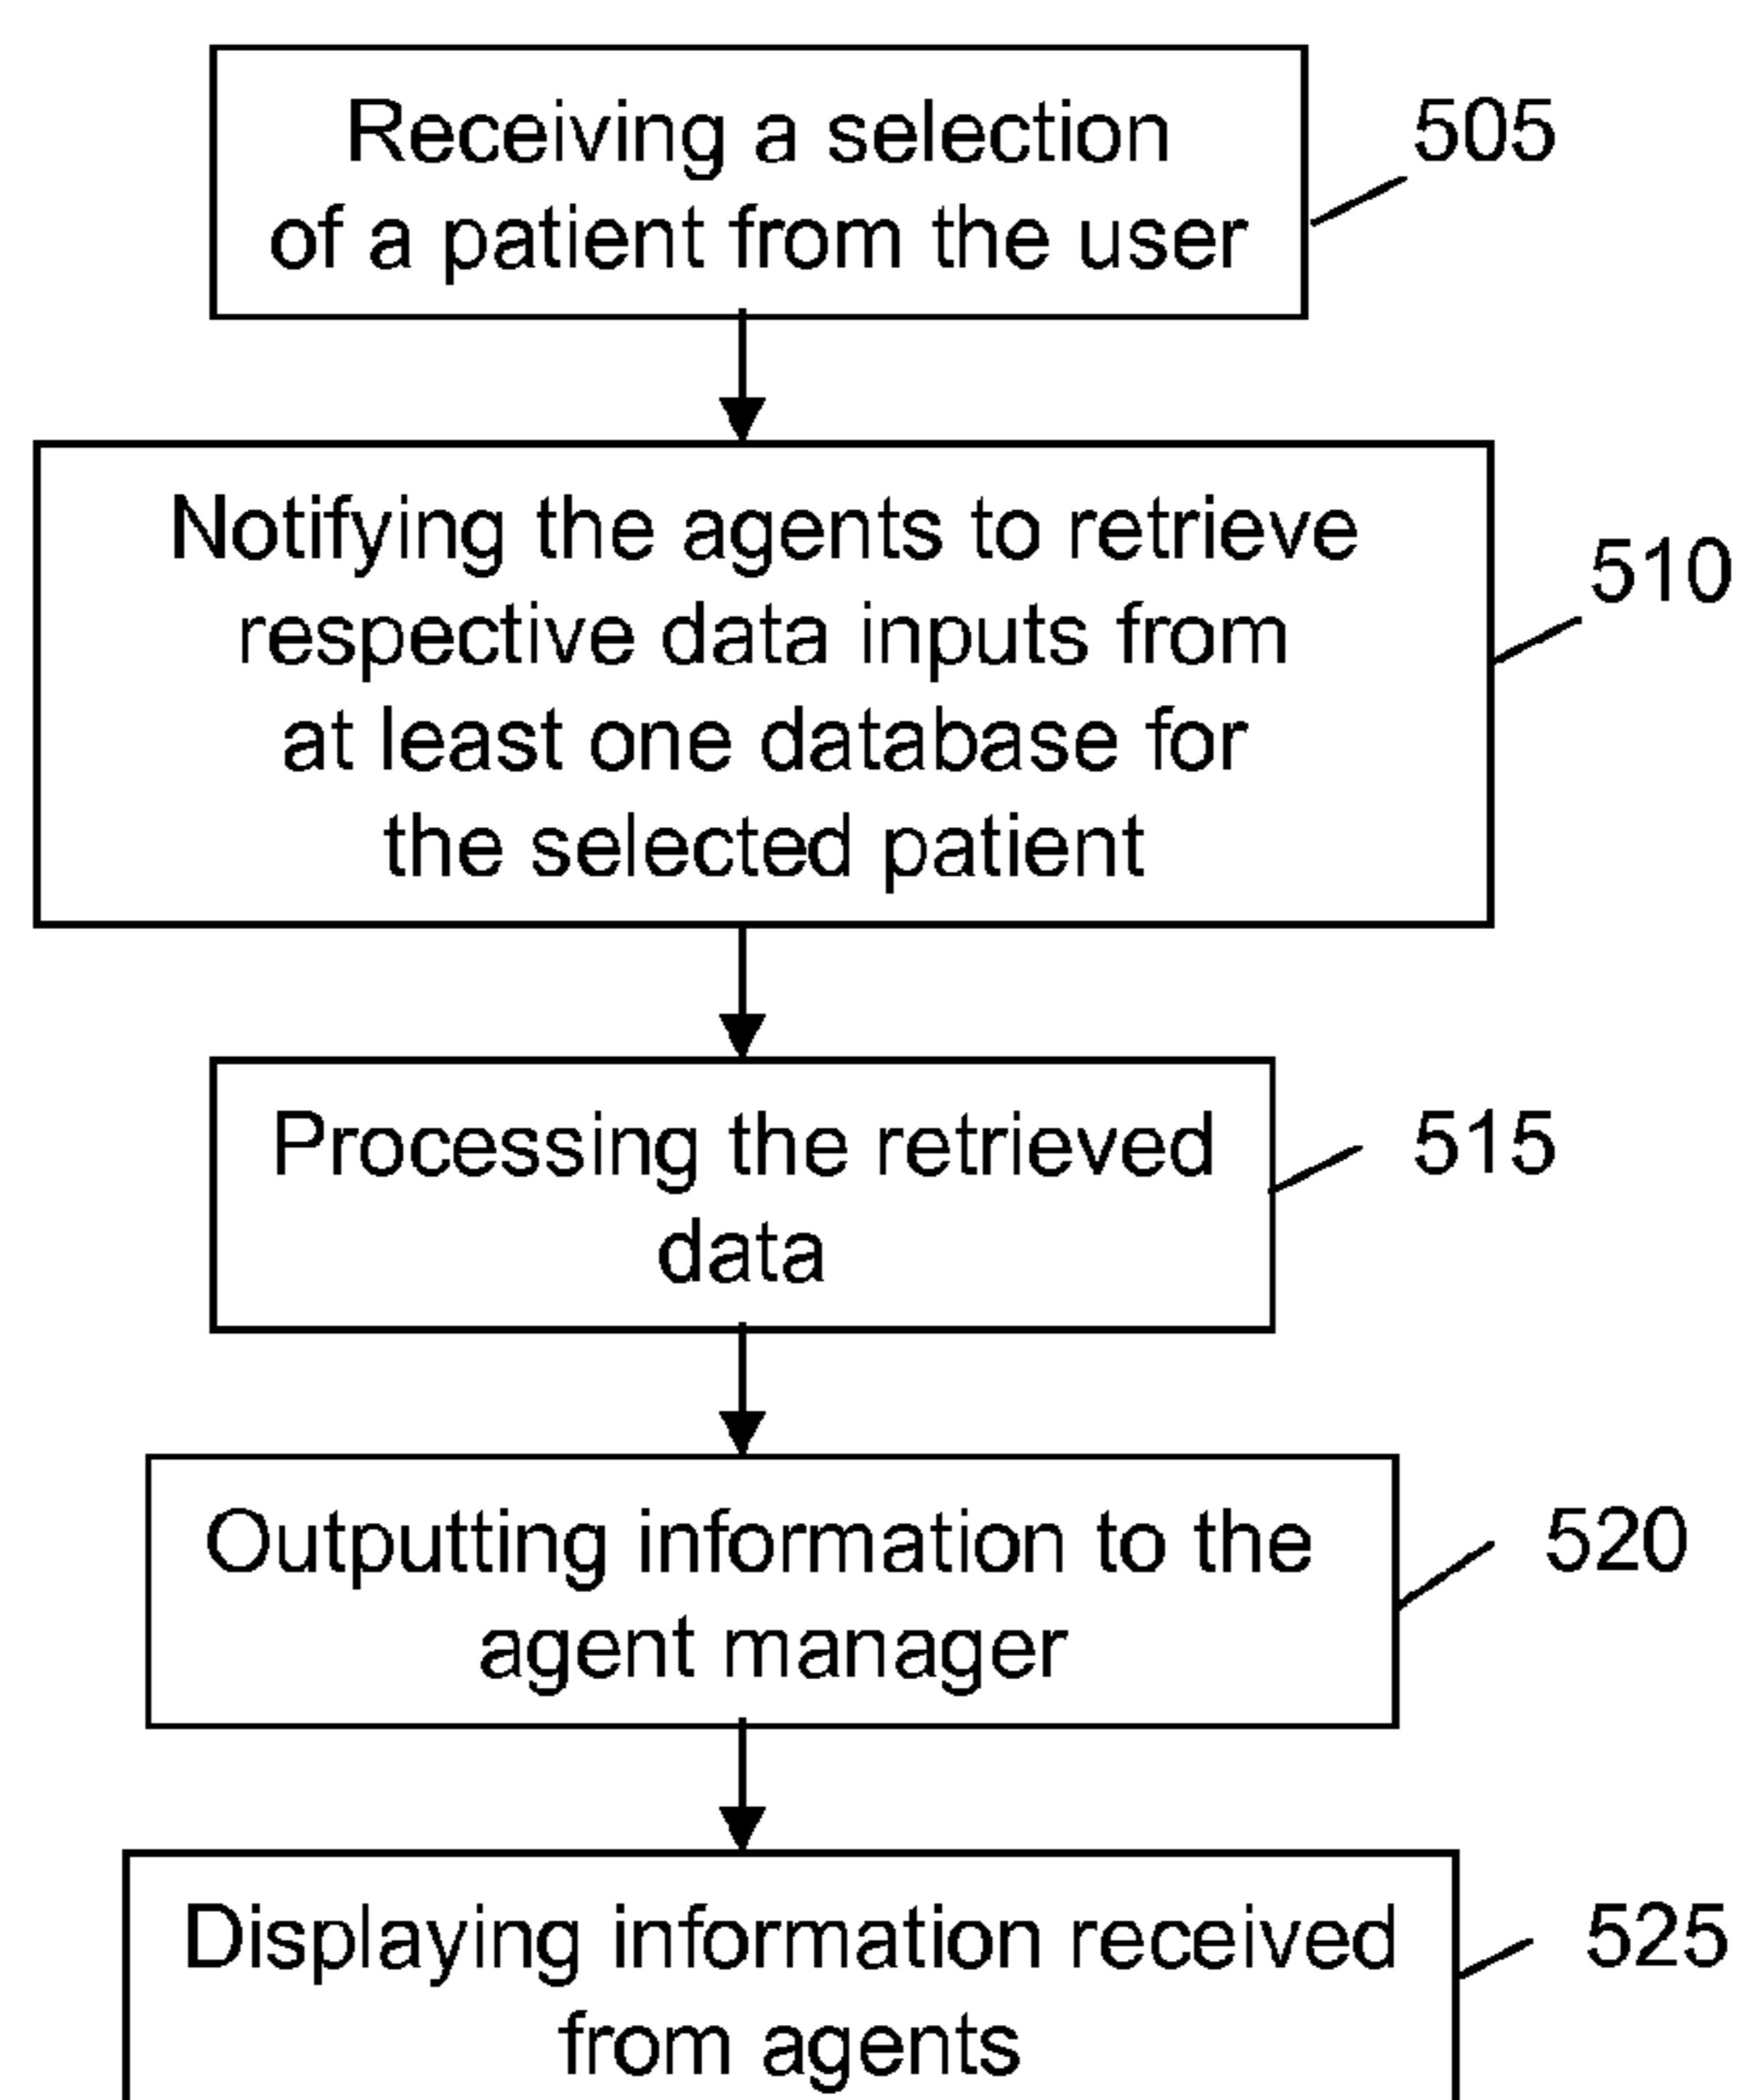 Receiving a selection
of a patient from the user
505
Notifying the agents to retrieve
respective data inputs from
at least one database for
the selected patient
510
Processing the retrieved
data
515
Outputting information to the
agent manager
520
Displaying information received
from agents
525